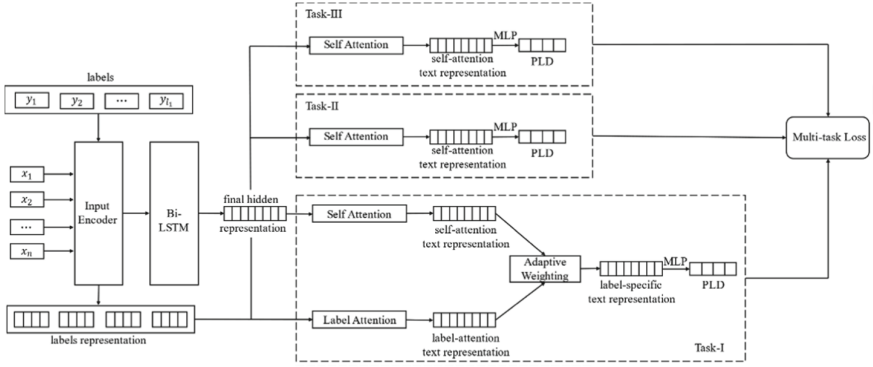 Task-III
Self Attention
self-attention
text representation
MLP
PLD
Task-II
Self Attention
self-attention
text representation
MLP
PLD
labels
y₁ y₂ ... y_{l₁}
x₁
x₂
...
xₙ
Input
Encoder
Bi-
LSTM
final hidden
representation
labels representation
Self Attention
self-attention
text representation
Adaptive
Weighting
Label Attention
label-attention
text representation
label-specific
text representation
MLP
PLD
Task-I
Multi-task Loss